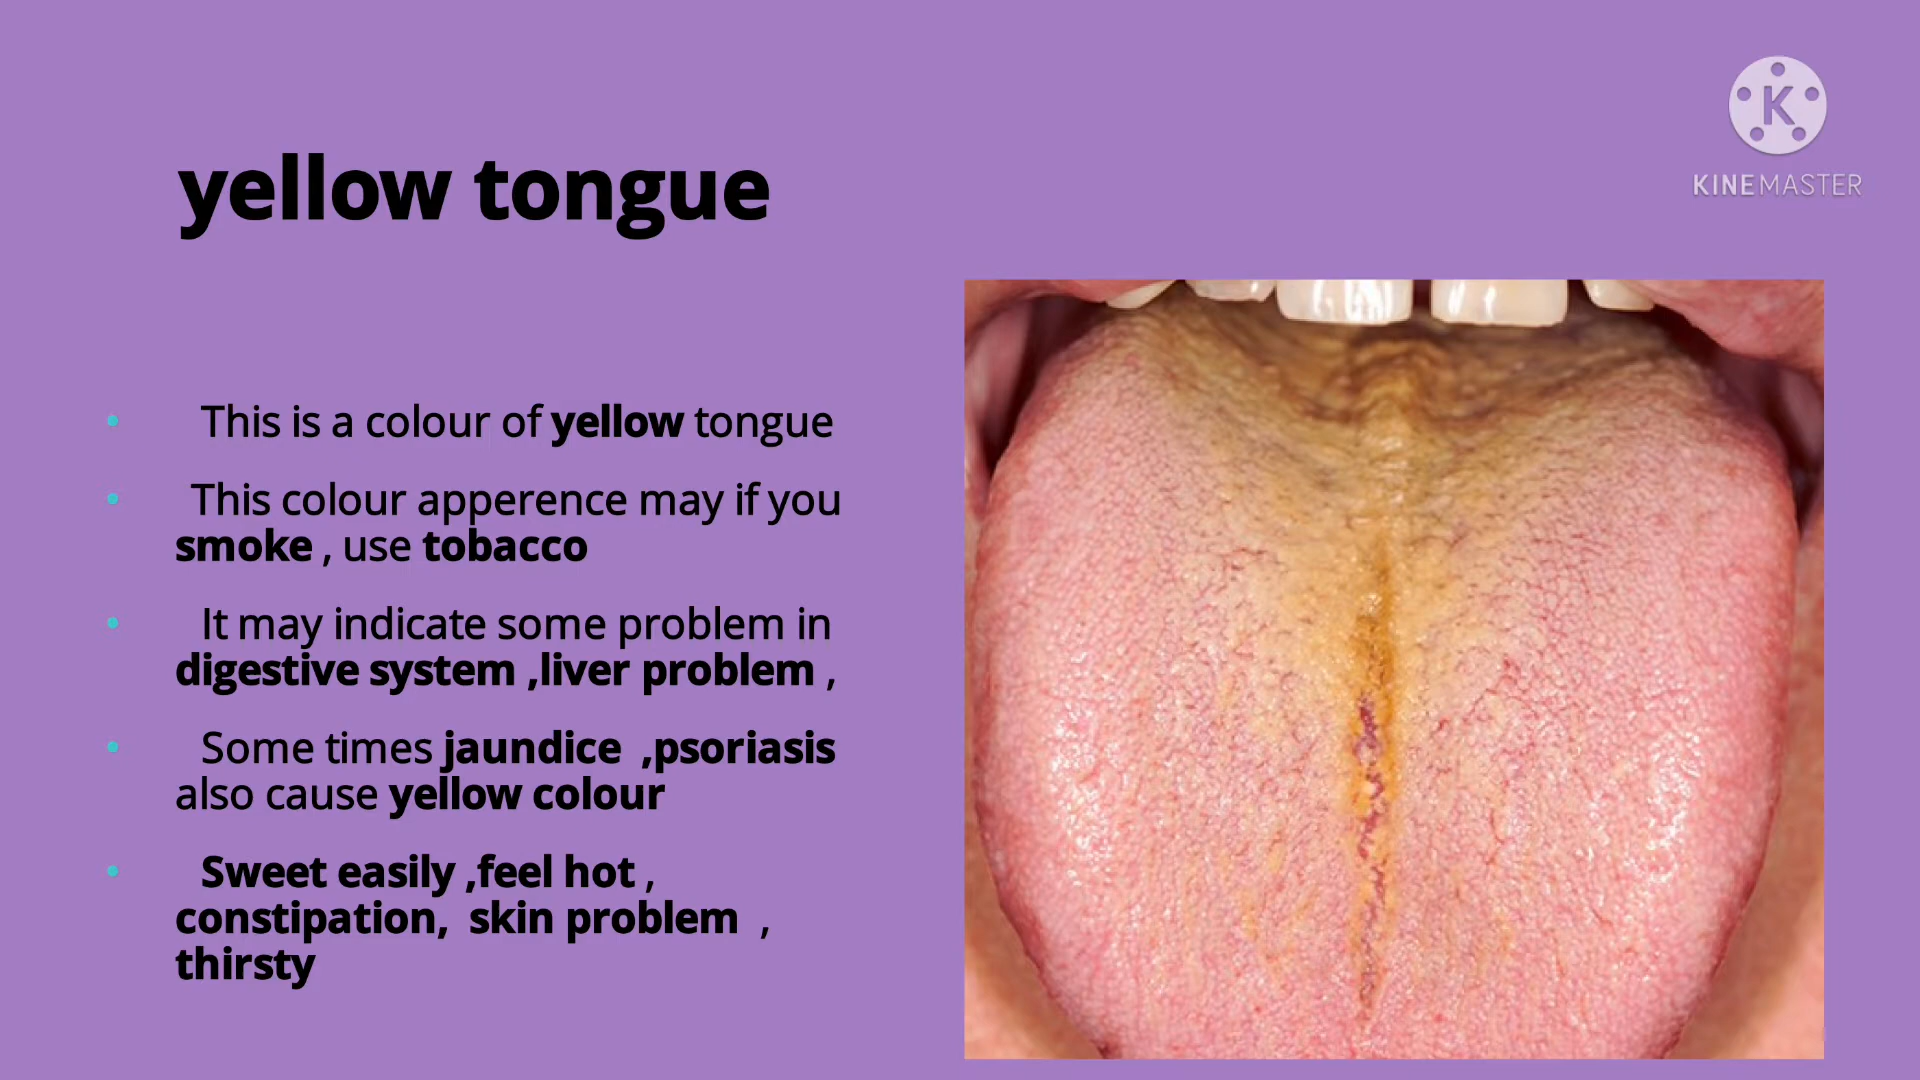 K
KINEMASTER
yellow tongue
• This is a colour of yellow tongue
• This colour apperence may if you
smoke , use tobacco
• It may indicate some problem in
digestive system ,liver problem ,
• Some times jaundice ,psoriasis
also cause yellow colour
• Sweet easily ,feel hot ,
constipation, skin problem ,
thirsty